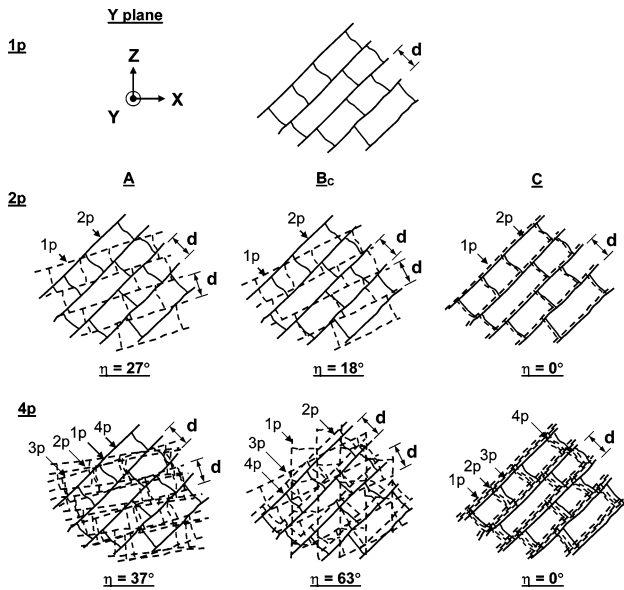 Y plane
1p
d
Z
X
Y
A
B_C
C
2p
2p
1p
d
d
η = 27°
2p
1p
d
d
η = 18°
2p
1p
d
η = 0°
4p
4p
1p
2p
3p
d
d
η = 37°
2p
1p
3p
4p
d
d
η = 63°
4p
3p
2p
1p
d
η = 0°